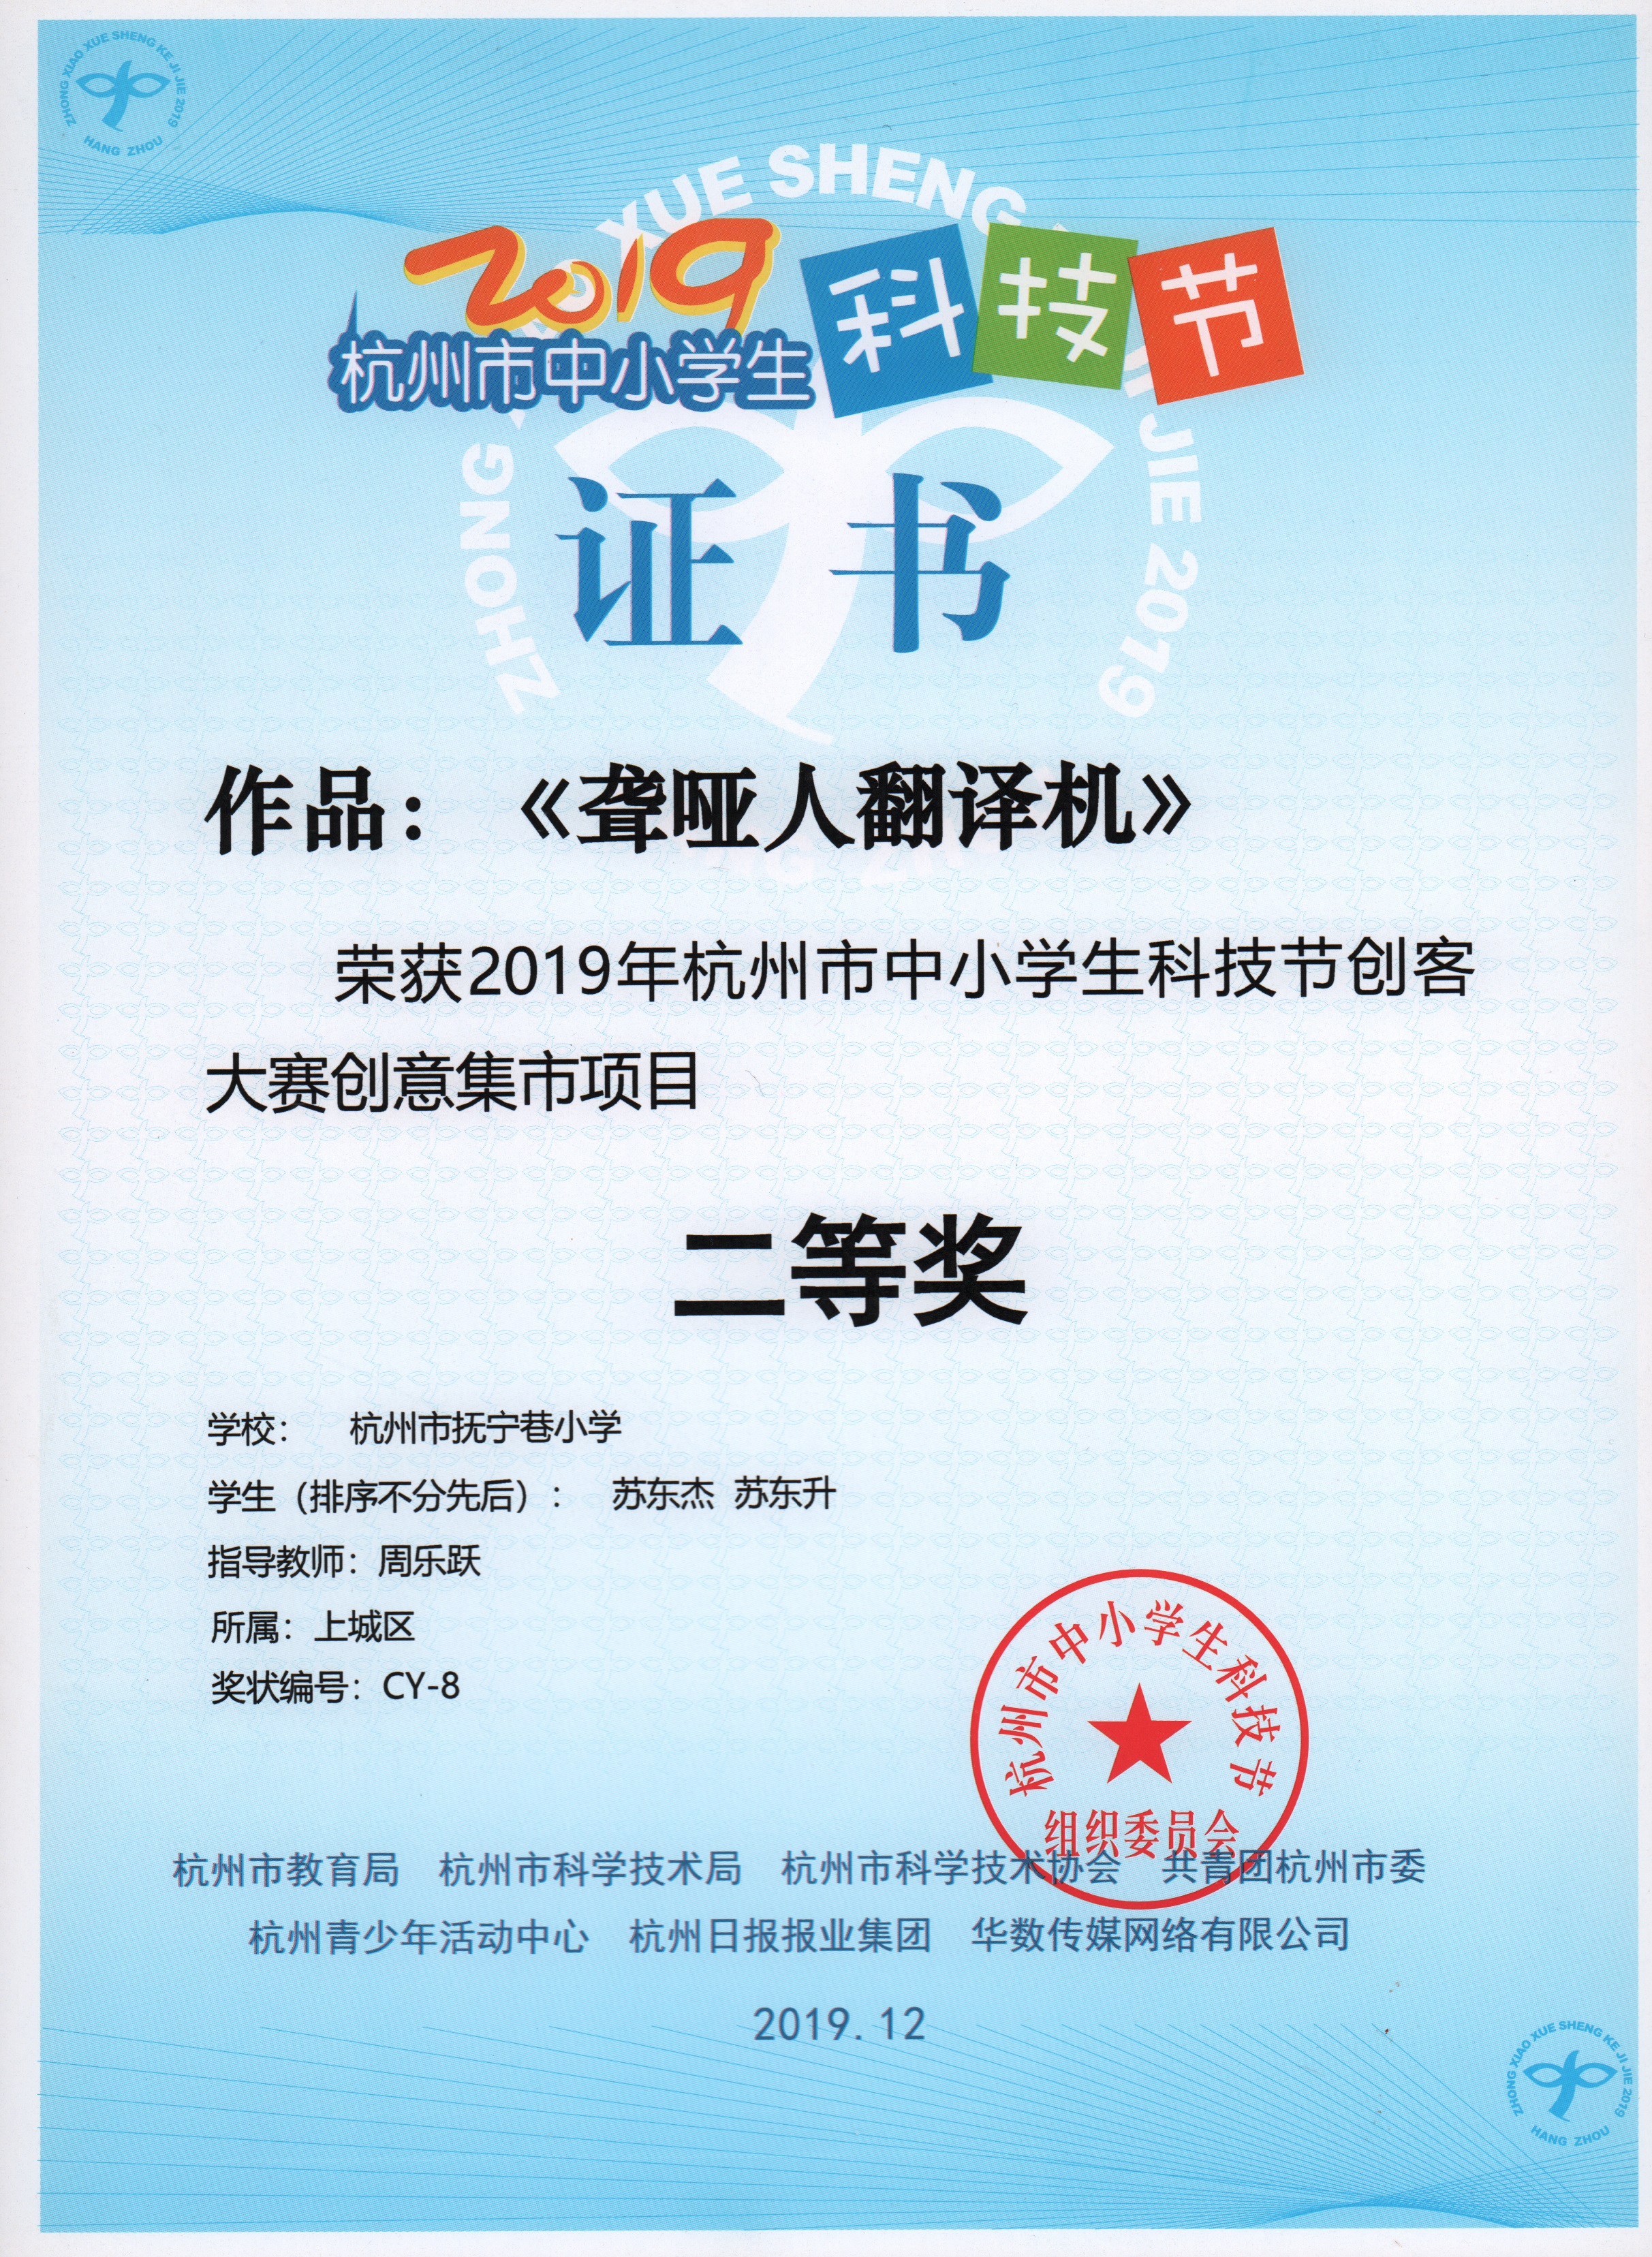 ZHONG XIAO XUE SHENG KE JI JIE 2019
HANG ZHOU
XUE SHENG
ZHONG
JI JIE 2019
2019
杭州市中小学生
科技节
证书
作品：《聋哑人翻译机》
荣获2019年杭州市中小学生科技节创客
大赛创意集市项目
二等奖
学校： 杭州市抚宁巷小学
学生（排序不分先后）： 苏东杰 苏东升
指导教师：周乐跃
所属：上城区
奖状编号：CY-8
杭州市中小学生科技节
组织委员会
杭州市教育局 杭州市科学技术局 杭州市科学技术协会 共青团杭州市委
杭州青少年活动中心 杭州日报报业集团 华数传媒网络有限公司
2019.12
ZHONG XIAO XUE SHENG KE JI JIE 2019
HANG ZHOU